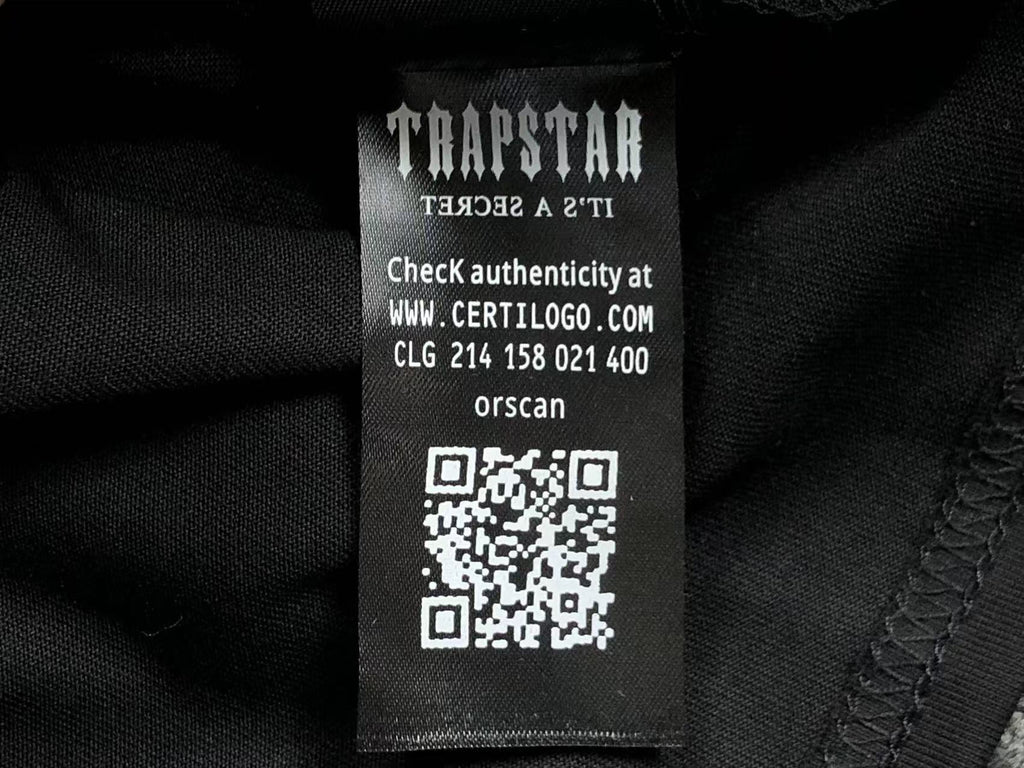 TRAPSTAR
IT'S A SECRET
ChecK authenticity at
WWW.CERTILOGO.COM
CLG 214 158 021 400
orscan